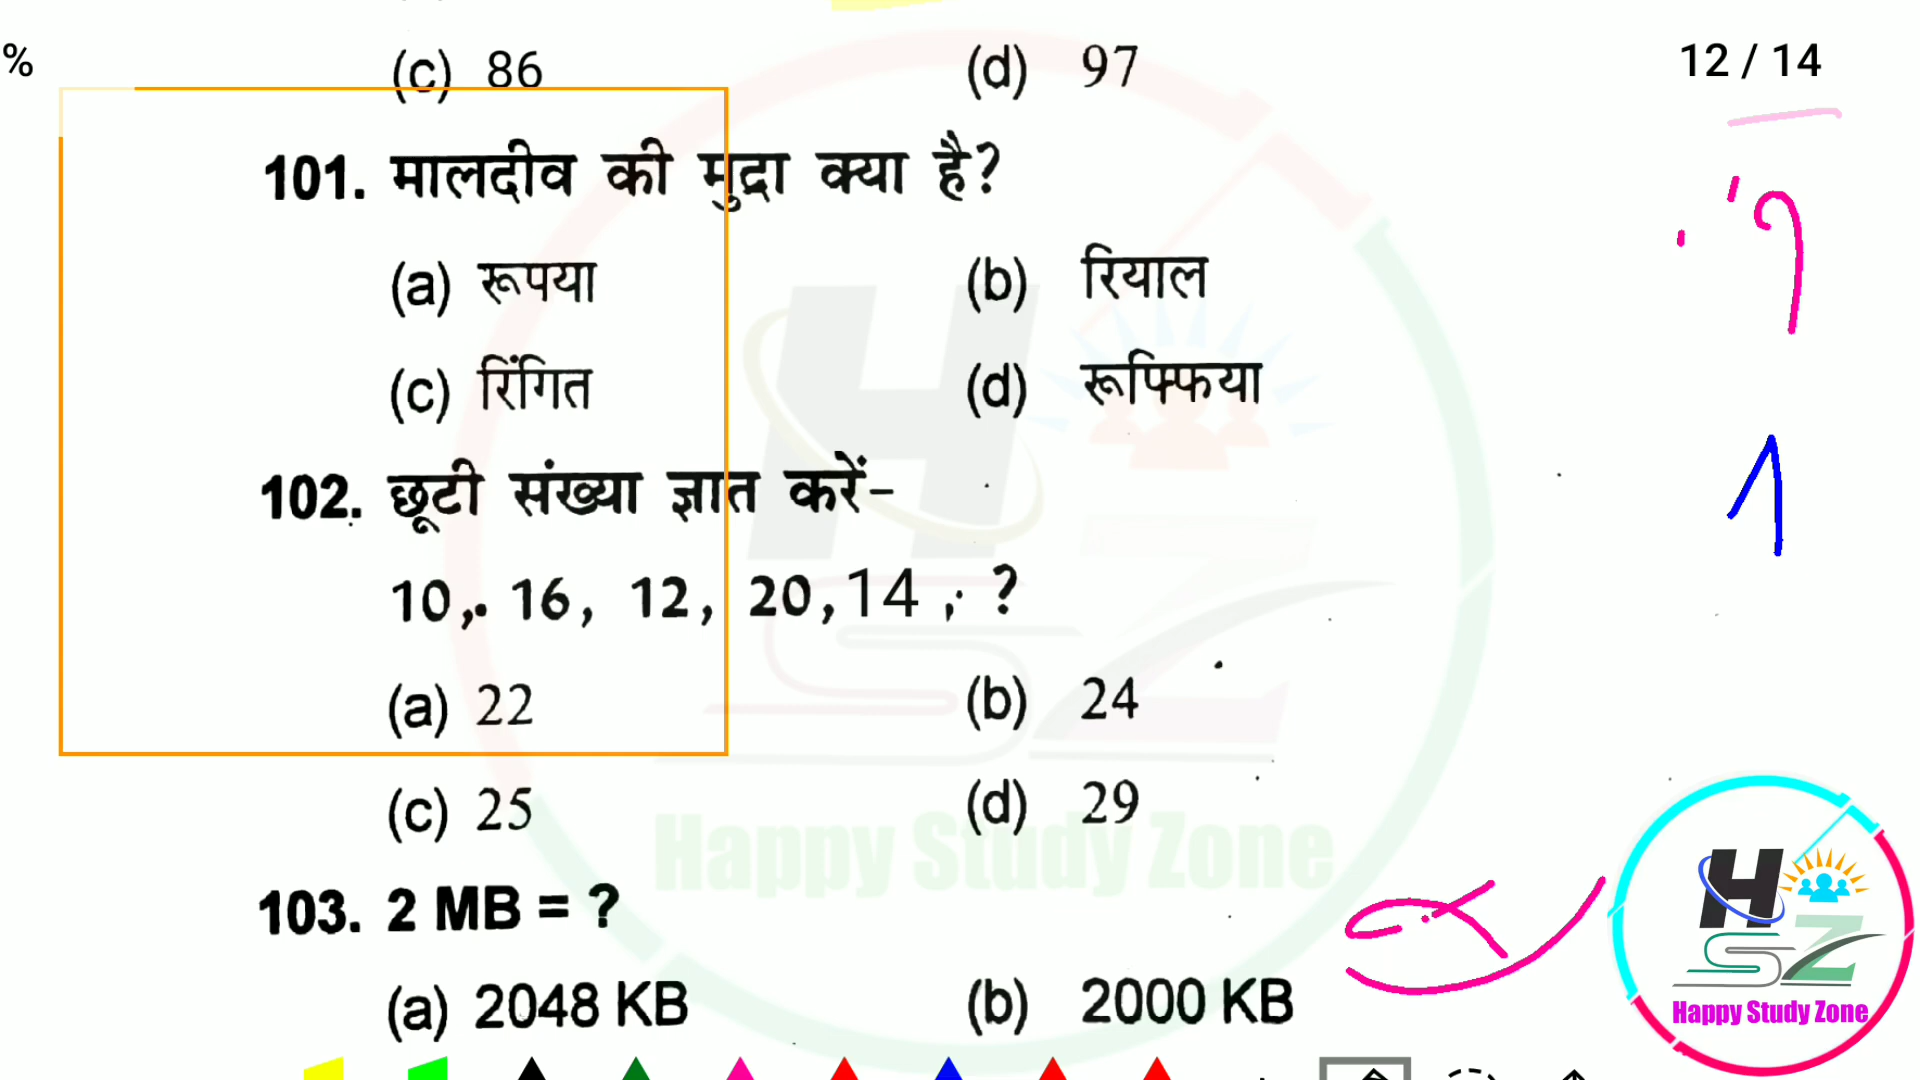 %
(c) 86 (d) 97
12 / 14
101. मालदीव की मुद्रा क्या है?
(a) रूपया (b) रियाल
(c) रिंगित (d) रूफ्फिया
102. छूटी संख्या ज्ञात करें-
10, 16, 12, 20, 14, ?
(a) 22 (b) 24
(c) 25 (d) 29
Happy Study Zone
103. 2 MB = ?
(a) 2048 KB (b) 2000 KB
HSZ
Happy Study Zone